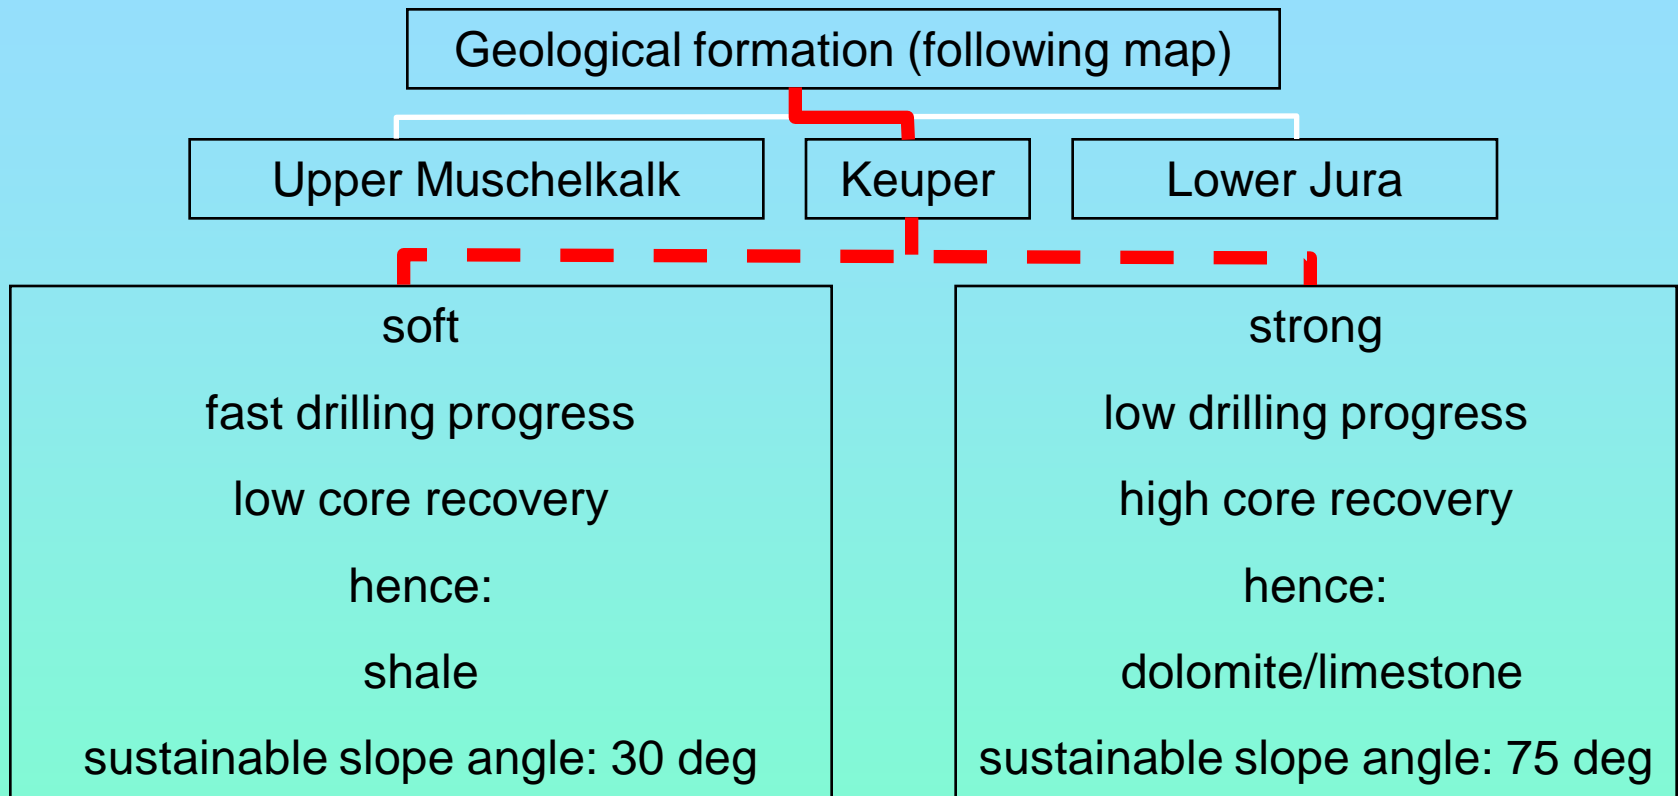 Geological formation (following map)
Upper Muschelkalk
Keuper
Lower Jura
soft
fast drilling progress
low core recovery
hence:
shale
sustainable slope angle: 30 deg
strong
low drilling progress
high core recovery
hence:
dolomite/limestone
sustainable slope angle: 75 deg